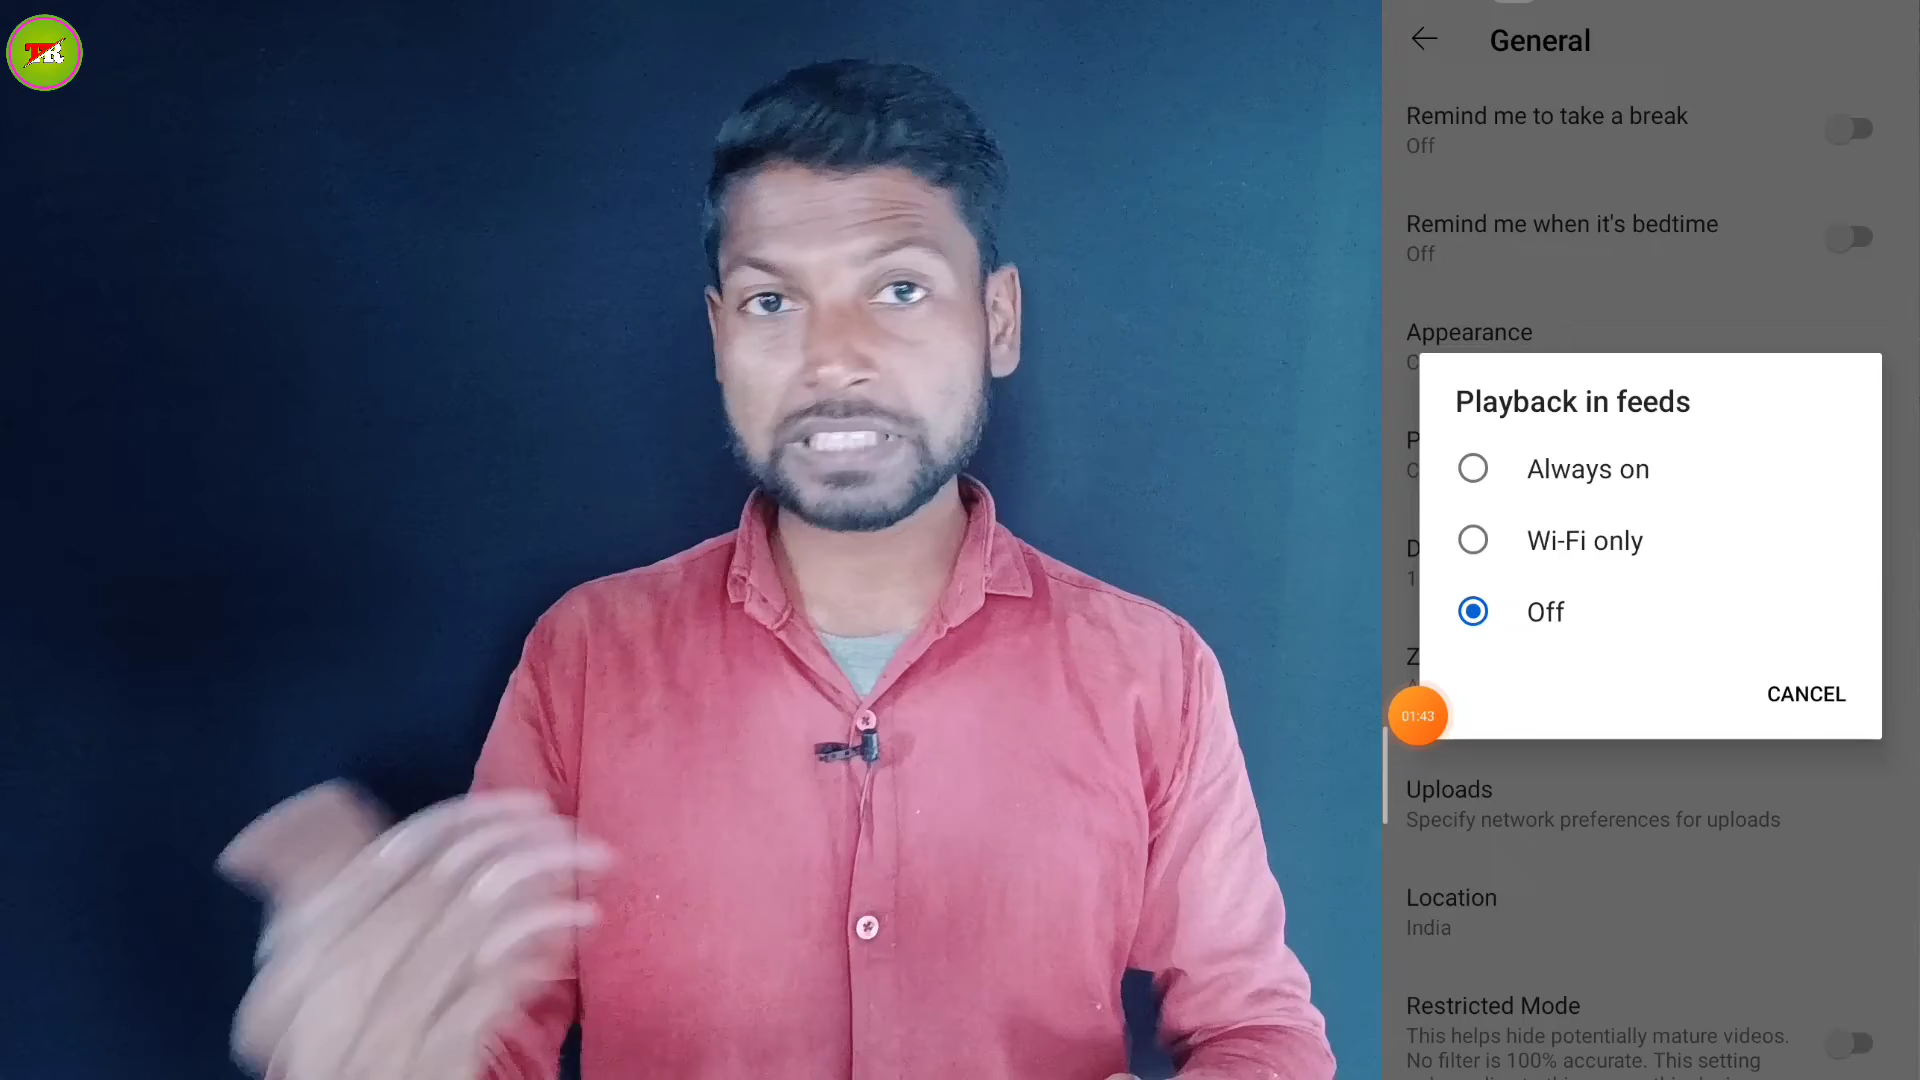 TR
General
Remind me to take a break
Off
Remind me when it's bedtime
Off
Appearance
C
P
C
D
1
Z
Playback in feeds
Always on
Wi-Fi only
Off
CANCEL
01:43
Uploads
Specify network preferences for uploads
Location
India
Restricted Mode
This helps hide potentially mature videos.
No filter is 100% accurate. This setting